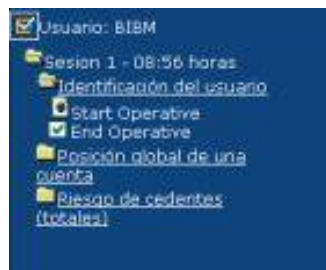 Usuario: BIBM
Sesion 1 - 08:56 horas
Identificación del usuario
Start Operative
End Operative
Posición global de una
cuenta
Riesgo de cedentes
(totales)